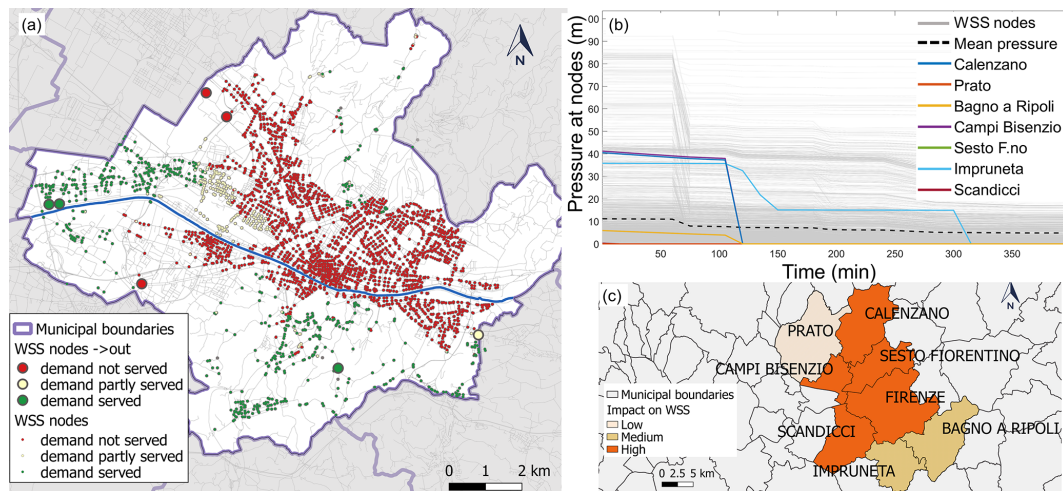 (a)
N
Municipal boundaries
WSS nodes ->out
demand not served
demand partly served
demand served
WSS nodes
demand not served
demand partly served
demand served
0 1 2 km
(b)
Pressure at nodes (m)
00
90
80
70
60
50
40
30
20
10
0
0 50 100 150 200 250 300 350
Time (min)
WSS nodes
Mean pressure
Calenzano
Prato
Bagno a Ripoli
Campi Bisenzio
Sesto F.no
Impruneta
Scandicci
(c)
N
CALENZANO
PRATO
SESTO FIORENTINO
CAMPI BISENZIO
FIRENZE
BAGNO A RIPOLI
SCANDICCI
IMPRUNETA
Municipal boundaries
Impact on WSS
Low
Medium
High
0 2.5 5 km